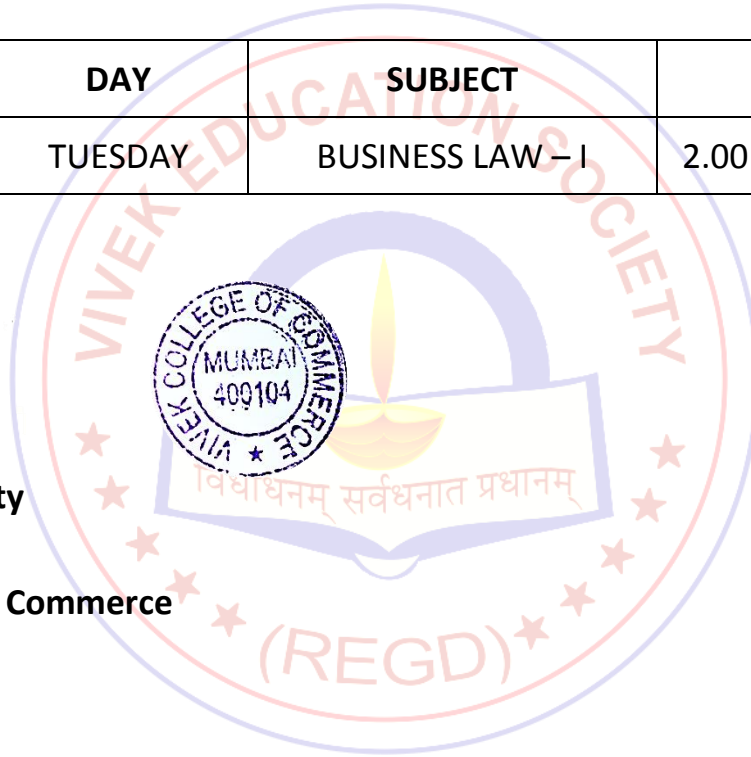 DAY SUBJECT
TUESDAY BUSINESS LAW – I 2.00
VIVEK EDUCATION SOCIETY
VIVEK COLLEGE OF COMMERCE
MUMBAI
400104
विद्याधनम् सर्वधनात प्रधानम्
ty
Commerce
(REGD)